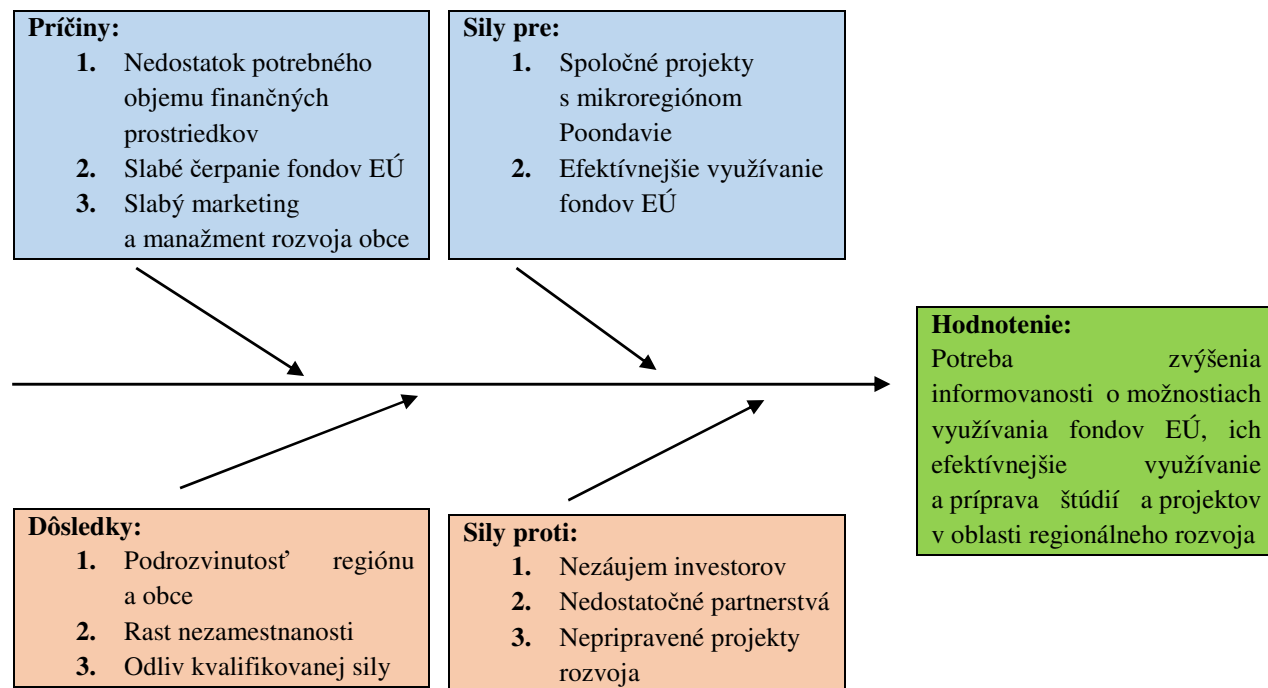 Príčiny:
1. Nedostatok potrebného
objemu finančných
prostriedkov
2. Slabé čerpanie fondov EÚ
3. Slabý marketing
a manažment rozvoja obce
Sily pre:
1. Spoločné projekty
s mikroregiónom
Poondavie
2. Efektívnejšie využívanie
fondov EÚ
Hodnotenie:
Potreba zvýšenia
informovanosti o možnostiach
využívania fondov EÚ, ich
efektívnejšie využívanie
a príprava štúdií a projektov
v oblasti regionálneho rozvoja
Dôsledky:
1. Podrozvinutosť regiónu
a obce
2. Rast nezamestnanosti
3. Odliv kvalifikovanej sily
Sily proti:
1. Nezáujem investorov
2. Nedostatočné partnerstvá
3. Nepripravené projekty
rozvoja